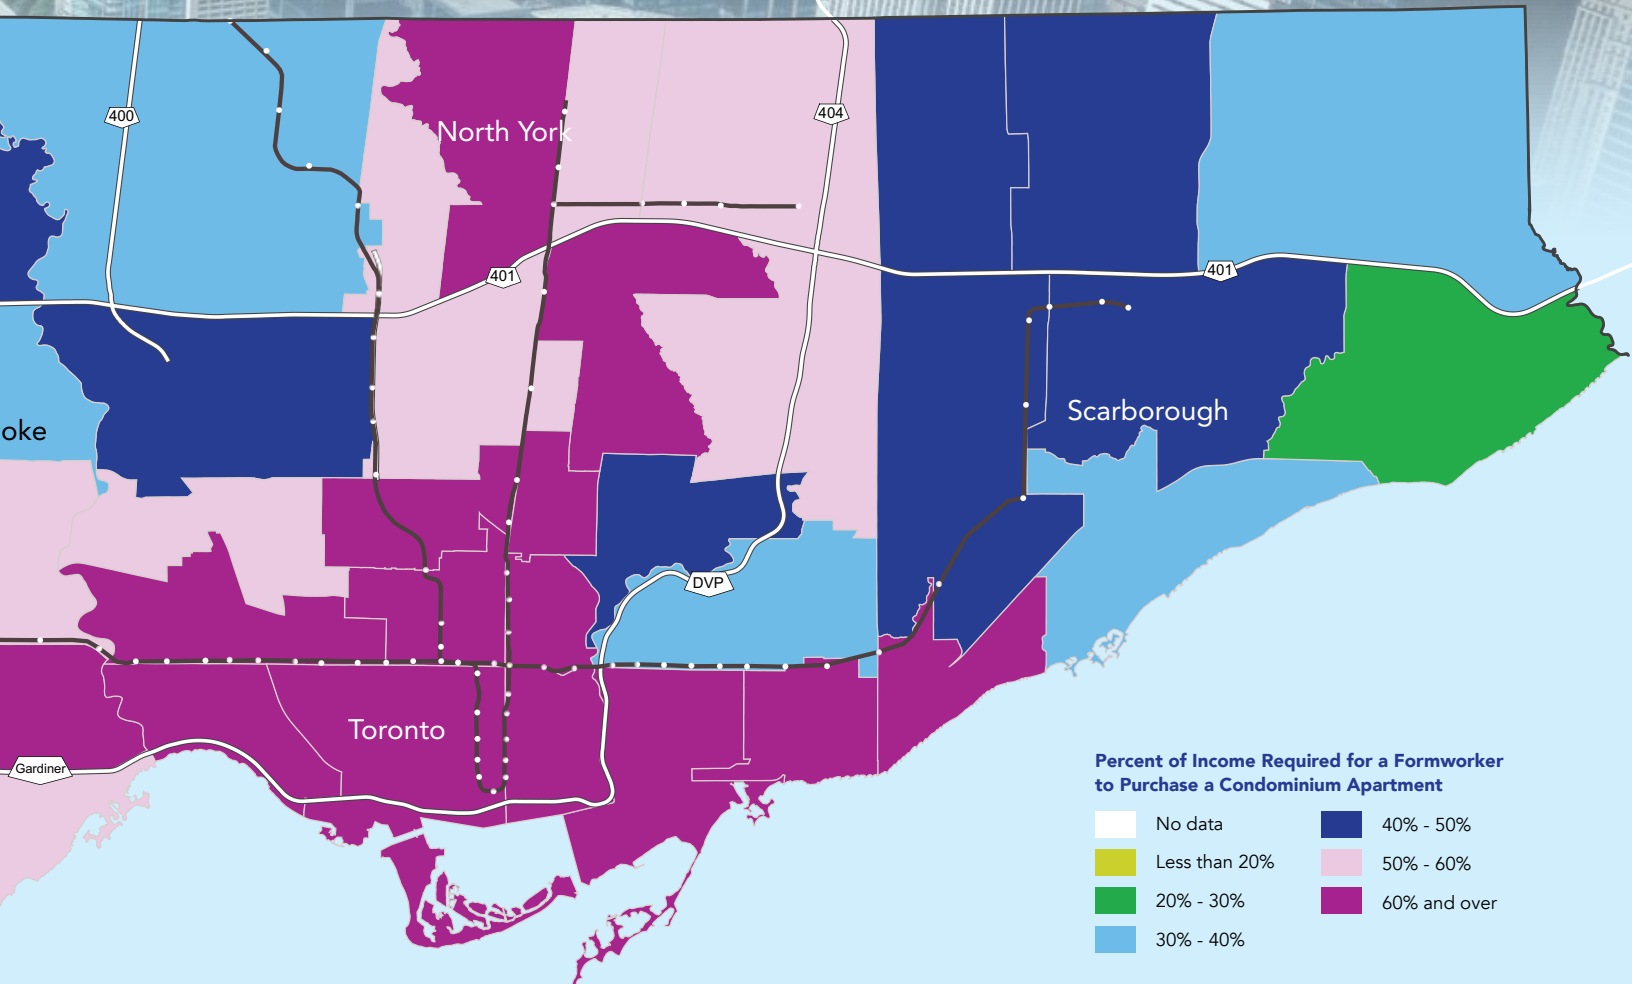 400
404
North York
401
401
oke
Scarborough
DVP
Toronto
Gardiner
Percent of Income Required for a Formworker
to Purchase a Condominium Apartment
No data
Less than 20%
20% - 30%
30% - 40%
40% - 50%
50% - 60%
60% and over